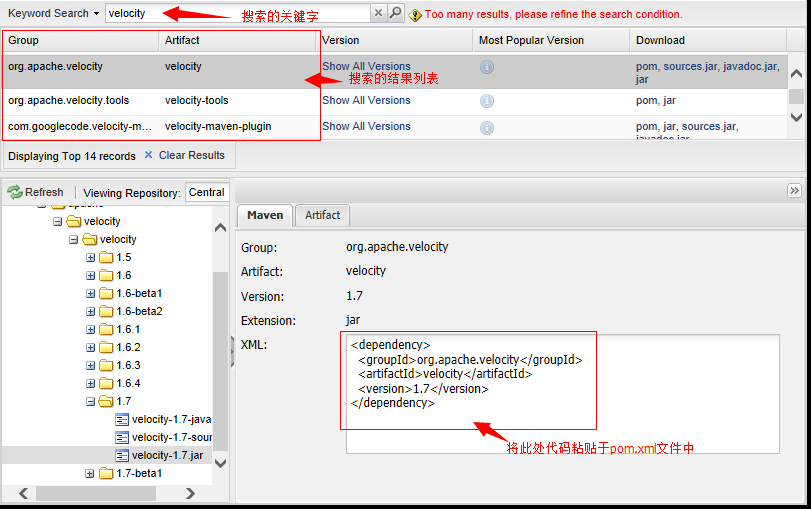 Keyword Search velocity 搜索的关键字 Too many results, please refine the search condition.
Group Artifact Version Most Popular Version Download
org.apache.velocity velocity Show All Versions pom, sources.jar, javadoc.jar,
jar
搜索的结果列表
org.apache.velocity.tools velocity-tools Show All Versions pom, jar
com.googlecode.velocity-m... velocity-maven-plugin Show All Versions pom, jar, sources.jar,
javadoc.jar
Displaying Top 14 records Clear Results
Refresh Viewing Repository: Central
apache
velocity
velocity
1.5
1.6
1.6-beta1
1.6-beta2
1.6.1
1.6.2
1.6.3
1.6.4
1.7
velocity-1.7-java
velocity-1.7-sour
velocity-1.7.jar
1.7-beta1
Maven Artifact
Group: org.apache.velocity
Artifact: velocity
Version: 1.7
Extension: jar
XML:
<dependency>
<groupId>org.apache.velocity</groupId>
<artifactId>velocity</artifactId>
<version>1.7</version>
</dependency>
将此处代码粘贴于pom.xml文件中